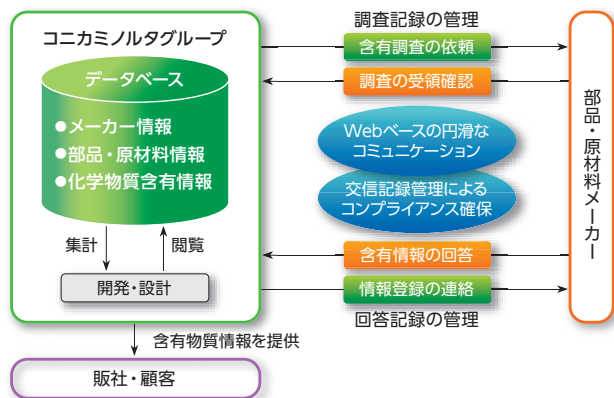 調査記録の管理
コニカミノルタグループ
含有調査の依頼
データベース
調査の受領確認
●メーカー情報
●部品・原材料情報
●化学物質含有情報
Webベースの円滑な
コミュニケーション
交信記録管理による
コンプライアンス確保
部品・原材料メーカー
集計
閲覧
含有情報の回答
開発・設計
情報登録の連絡
回答記録の管理
含有物質情報を提供
販社・顧客